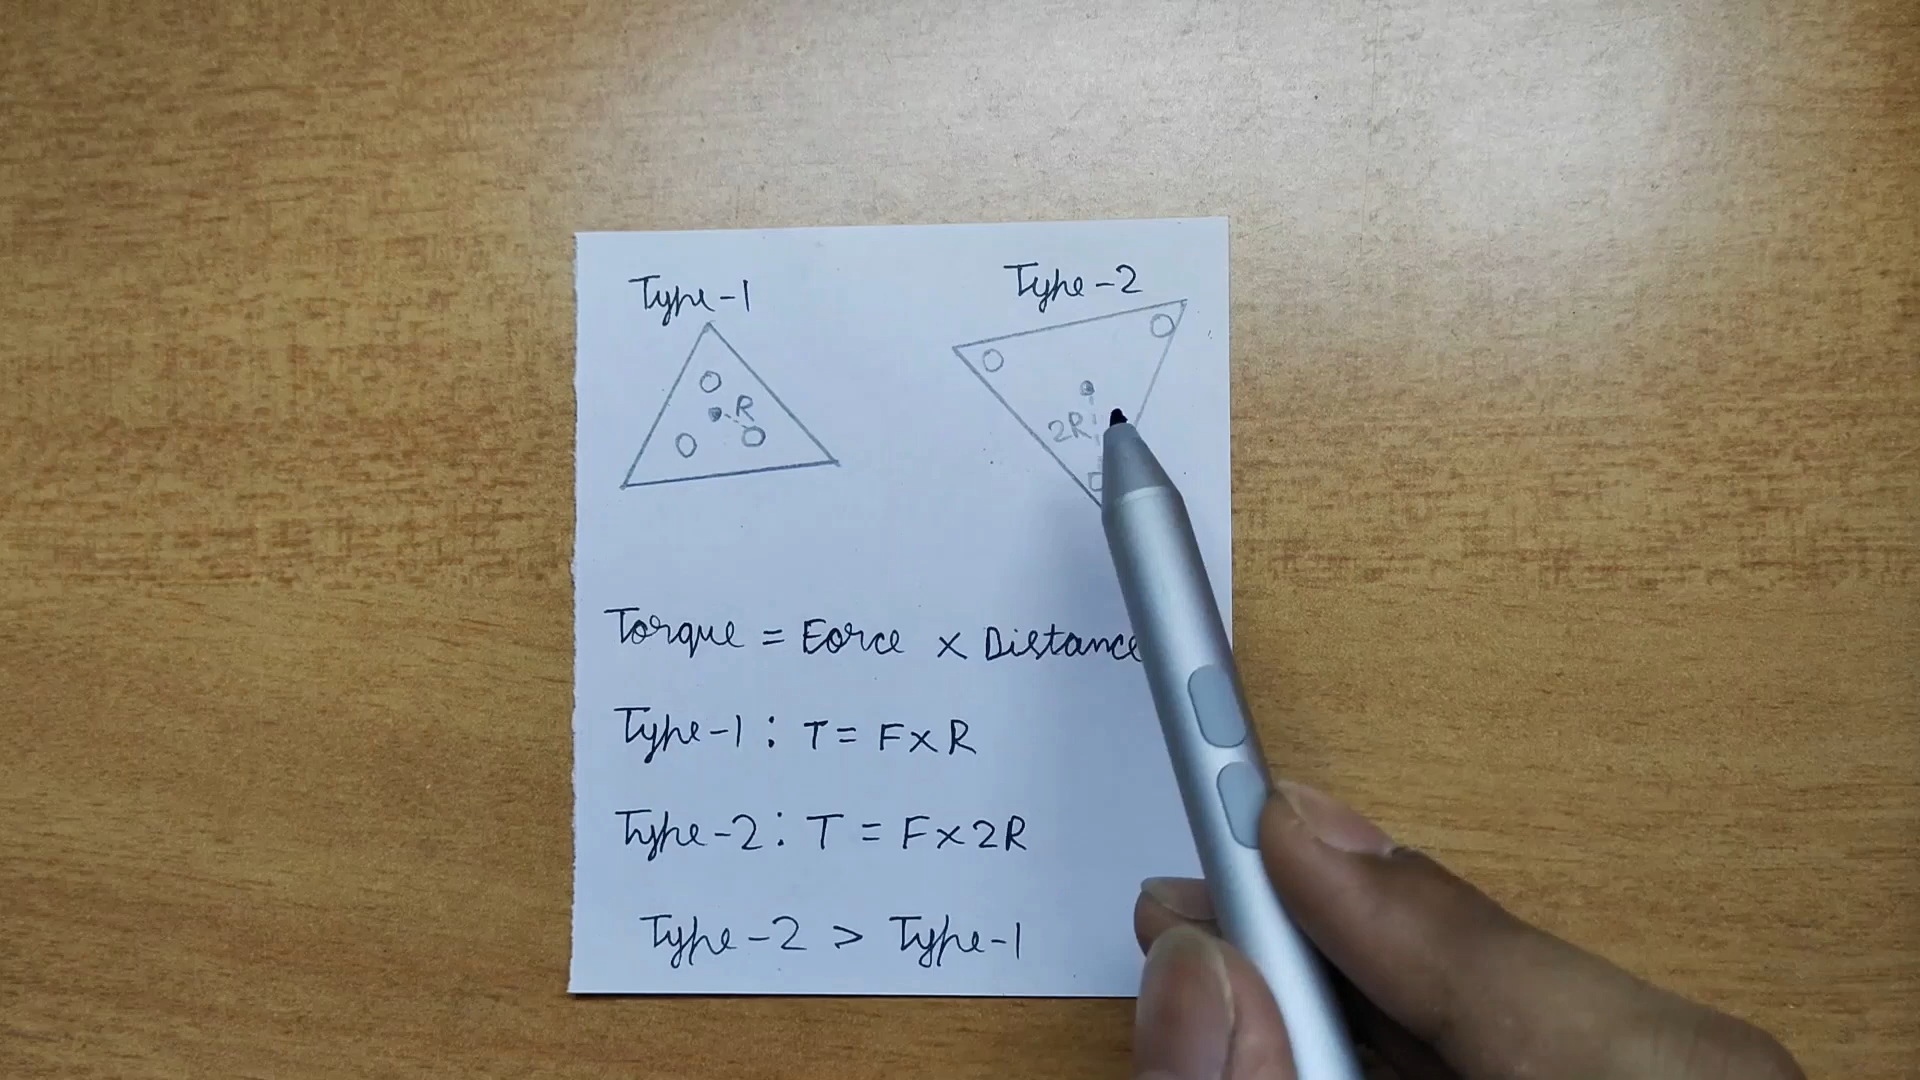 Type-1
Type-2
R
2R
Torque = Force × Distance
Type-1 : T = F×R
Type-2 : T = F×2R
Type-2 > Type-1